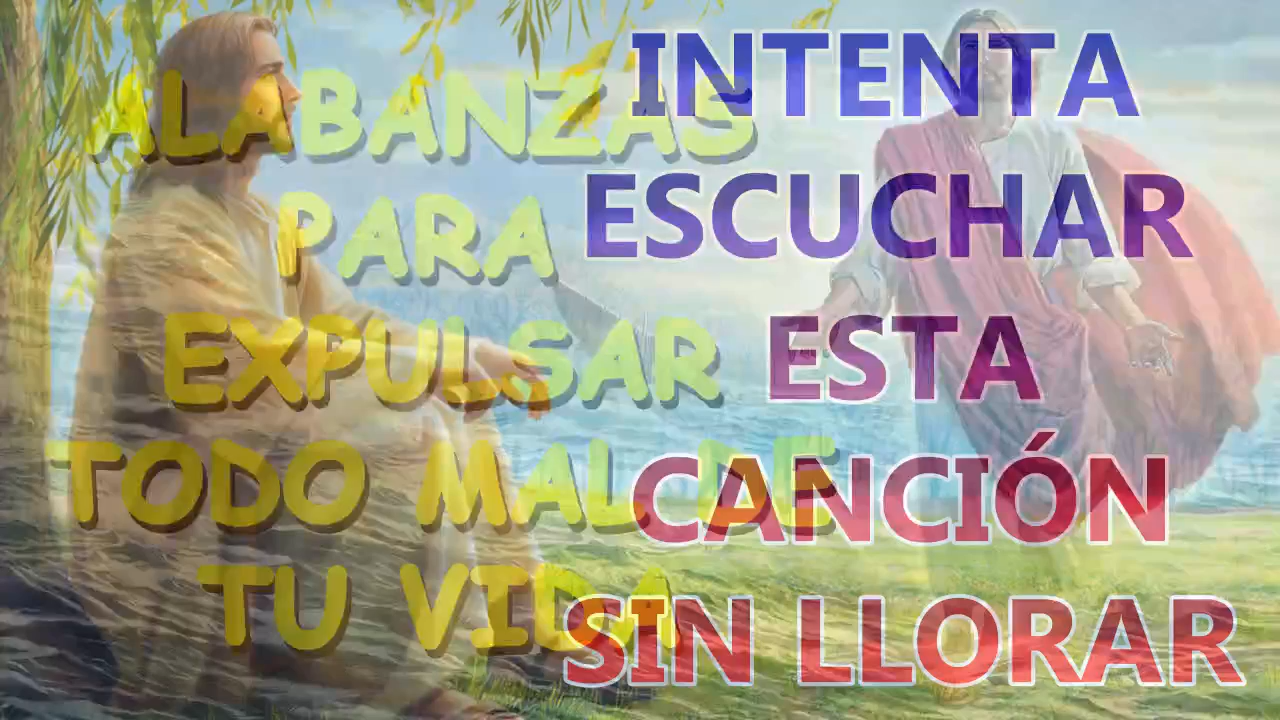 ALABANZAS
PARA
EXPULSAR
TODO MAL DE
TU VIDA
INTENTA
ESCUCHAR
ESTA
CANCIÓN
SIN LLORAR